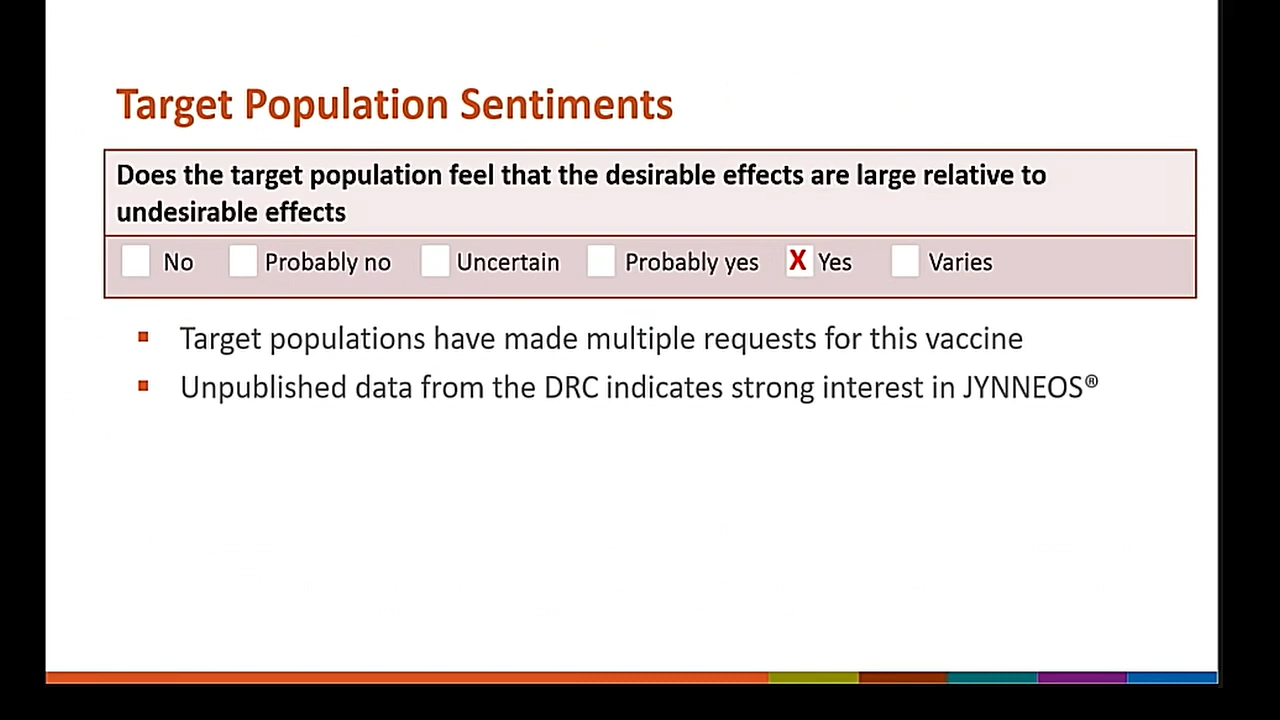 Target Population Sentiments
Does the target population feel that the desirable effects are large relative to
undesirable effects
No Probably no Uncertain Probably yes X Yes Varies
▪ Target populations have made multiple requests for this vaccine
▪ Unpublished data from the DRC indicates strong interest in JYNNEOS®